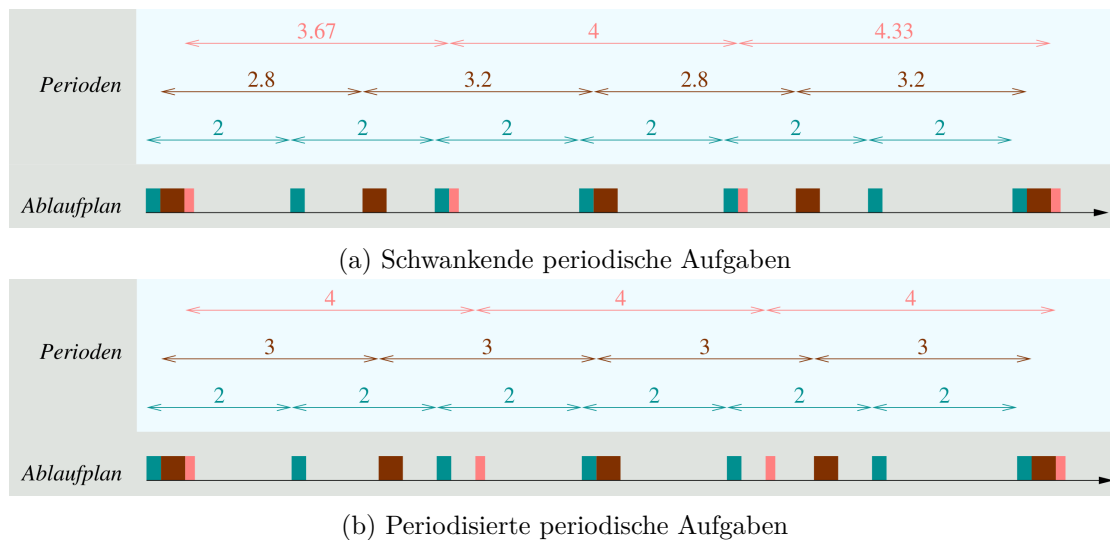 3.67 4 4.33
Perioden 2.8 3.2 2.8 3.2
2 2 2 2 2 2
Ablaufplan
(a) Schwankende periodische Aufgaben
4 4 4
Perioden 3 3 3 3
2 2 2 2 2 2
Ablaufplan
(b) Periodisierte periodische Aufgaben